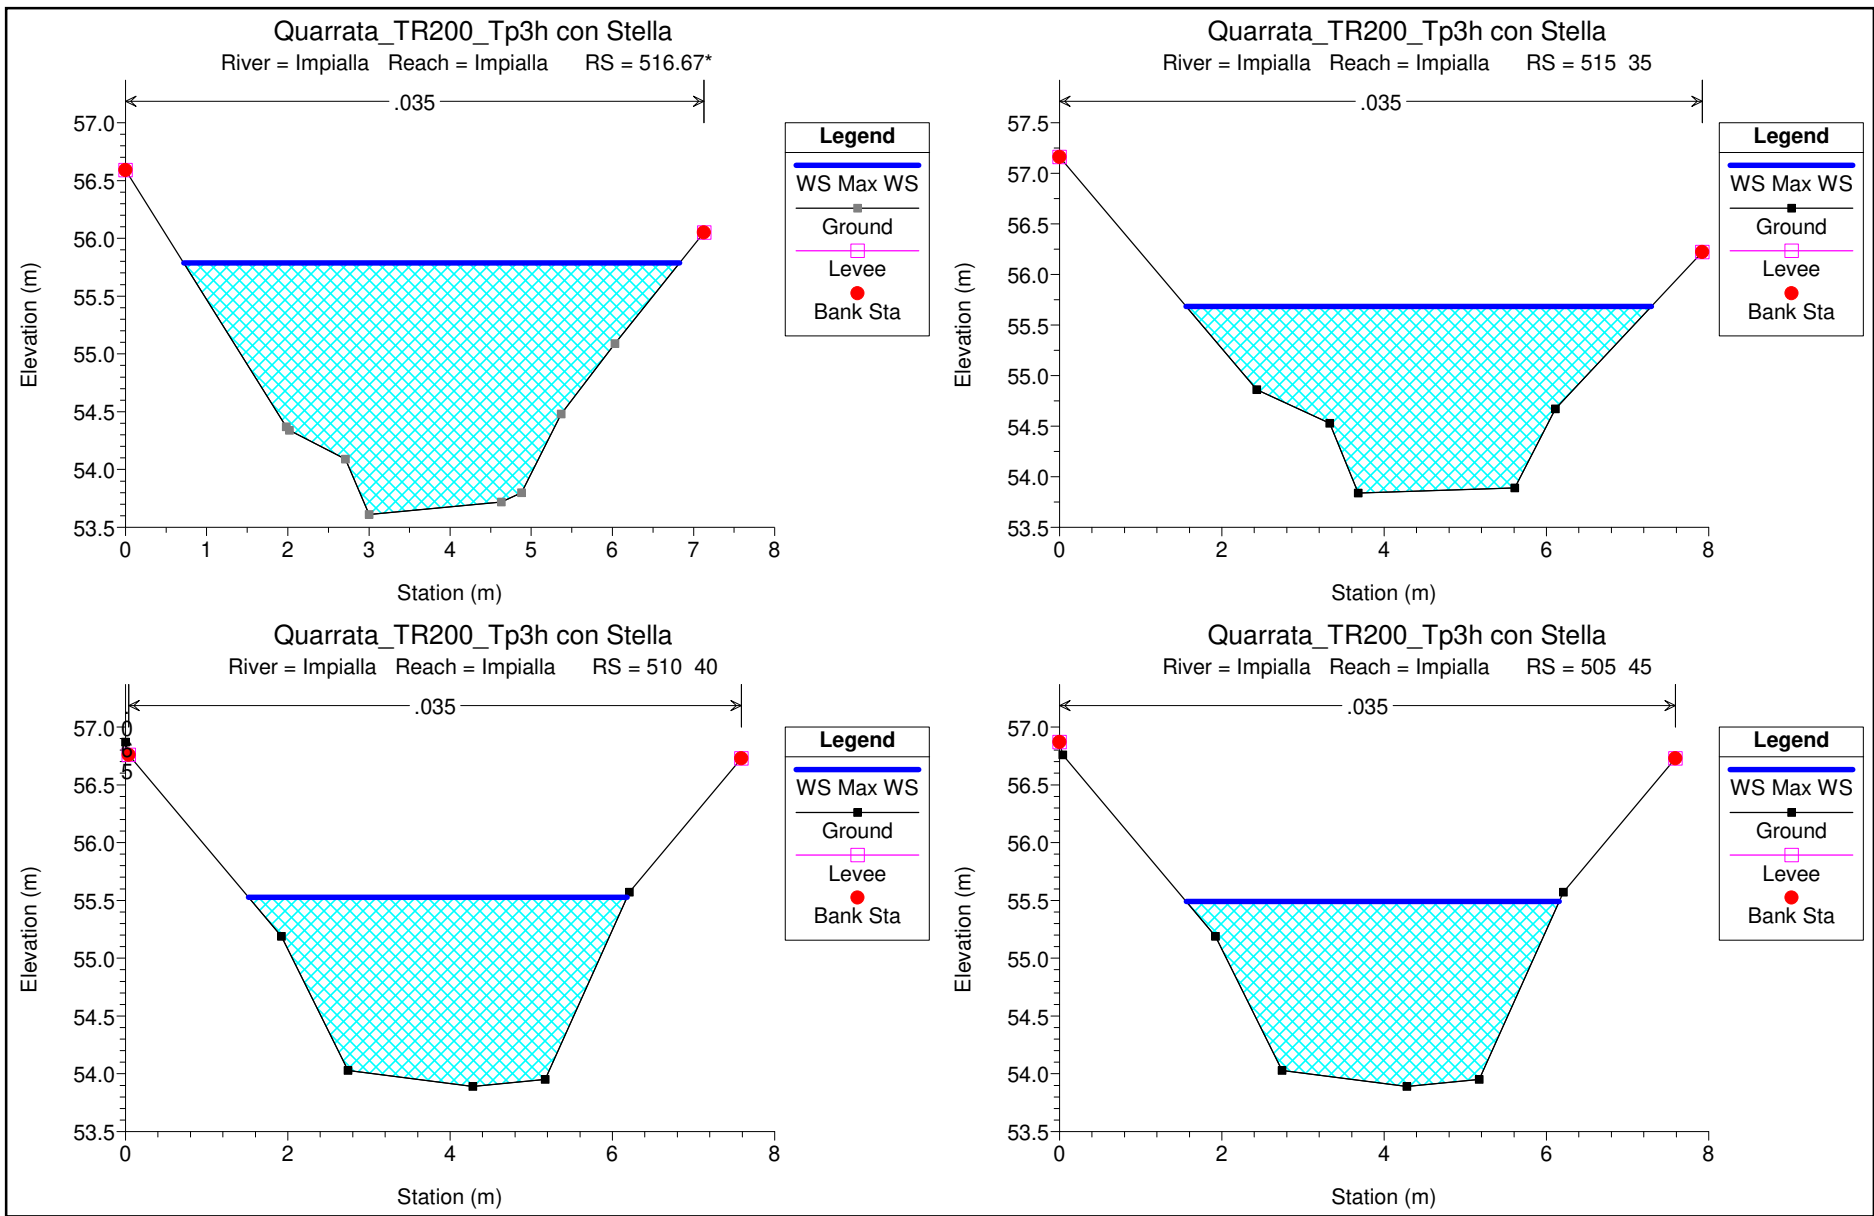 Quarrata_TR200_Tp3h con Stella
River = Impialla Reach = Impialla RS = 516.67*
.035
57.0
56.5
56.0
55.5
55.0
54.5
54.0
53.5
0 1 2 3 4 5 6 7 8
Station (m)
Elevation (m)
Legend
WS Max WS
Ground
Levee
Bank Sta
Quarrata_TR200_Tp3h con Stella
River = Impialla Reach = Impialla RS = 515 35
.035
57.5
57.0
56.5
56.0
55.5
55.0
54.5
54.0
53.5
0 2 4 6 8
Station (m)
Elevation (m)
Legend
WS Max WS
Ground
Levee
Bank Sta
Quarrata_TR200_Tp3h con Stella
River = Impialla Reach = Impialla RS = 510 40
.035
57.0
56.5
56.0
55.5
55.0
54.5
54.0
53.5
0 2 4 6 8
Station (m)
Elevation (m)
Legend
WS Max WS
Ground
Levee
Bank Sta
Quarrata_TR200_Tp3h con Stella
River = Impialla Reach = Impialla RS = 505 45
.035
57.0
56.5
56.0
55.5
55.0
54.5
54.0
53.5
0 2 4 6 8
Station (m)
Elevation (m)
Legend
WS Max WS
Ground
Levee
Bank Sta